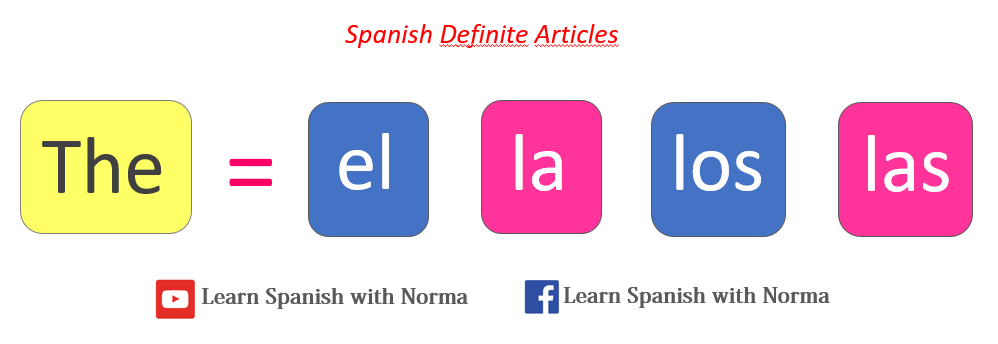 Spanish Definite Articles
The = el la los las
Learn Spanish with Norma Learn Spanish with Norma